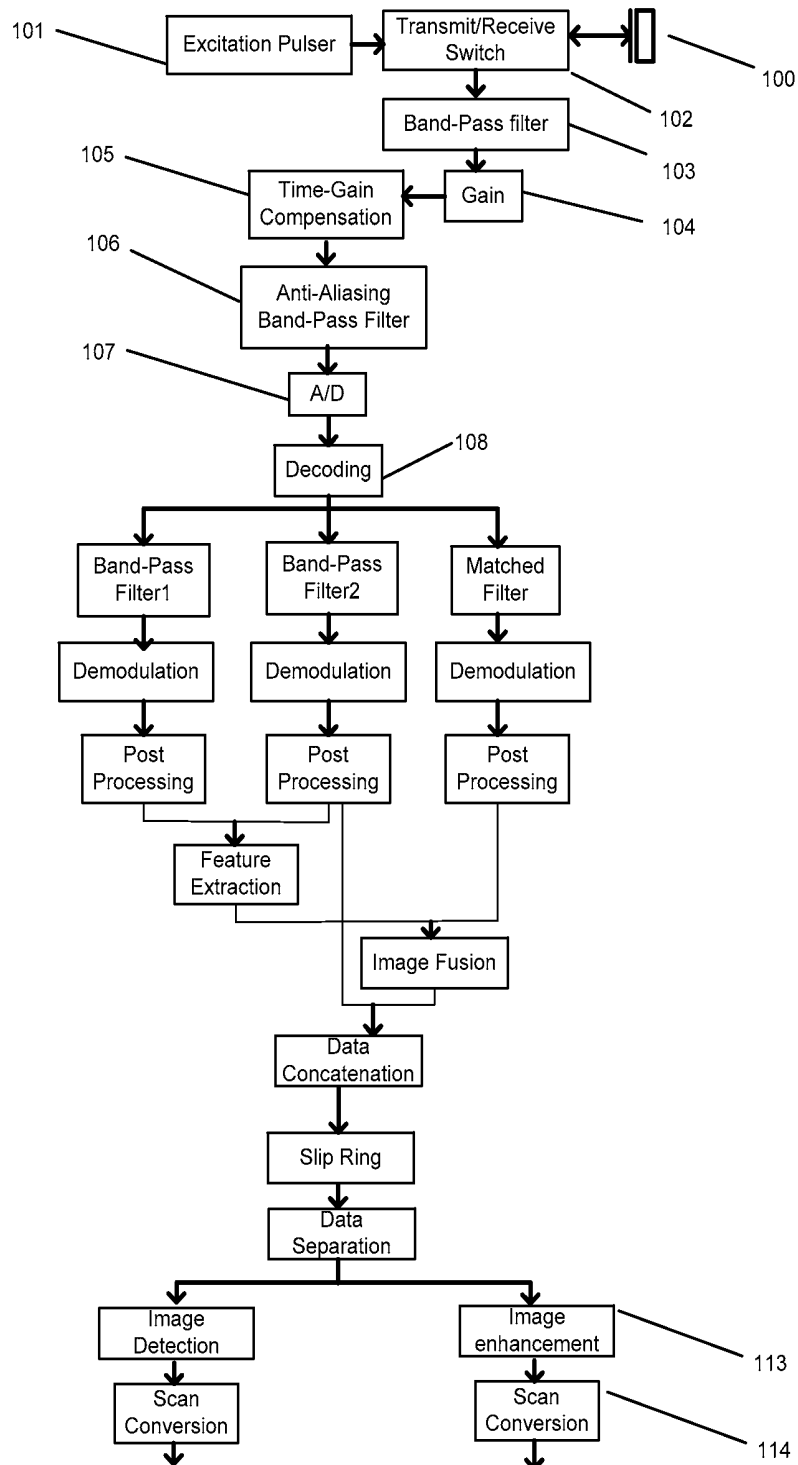 101
Excitation Pulser
Transmit/Receive
Switch
100
102
Band-Pass filter
103
105
Time-Gain
Compensation
Gain
104
106
Anti-Aliasing
Band-Pass Filter
107
A/D
108
Decoding
Band-Pass
Filter1
Band-Pass
Filter2
Matched
Filter
Demodulation
Demodulation
Demodulation
Post
Processing
Post
Processing
Post
Processing
Feature
Extraction
Image Fusion
Data
Concatenation
Slip Ring
Data
Separation
Image
Detection
Image
enhancement
113
Scan
Conversion
Scan
Conversion
114